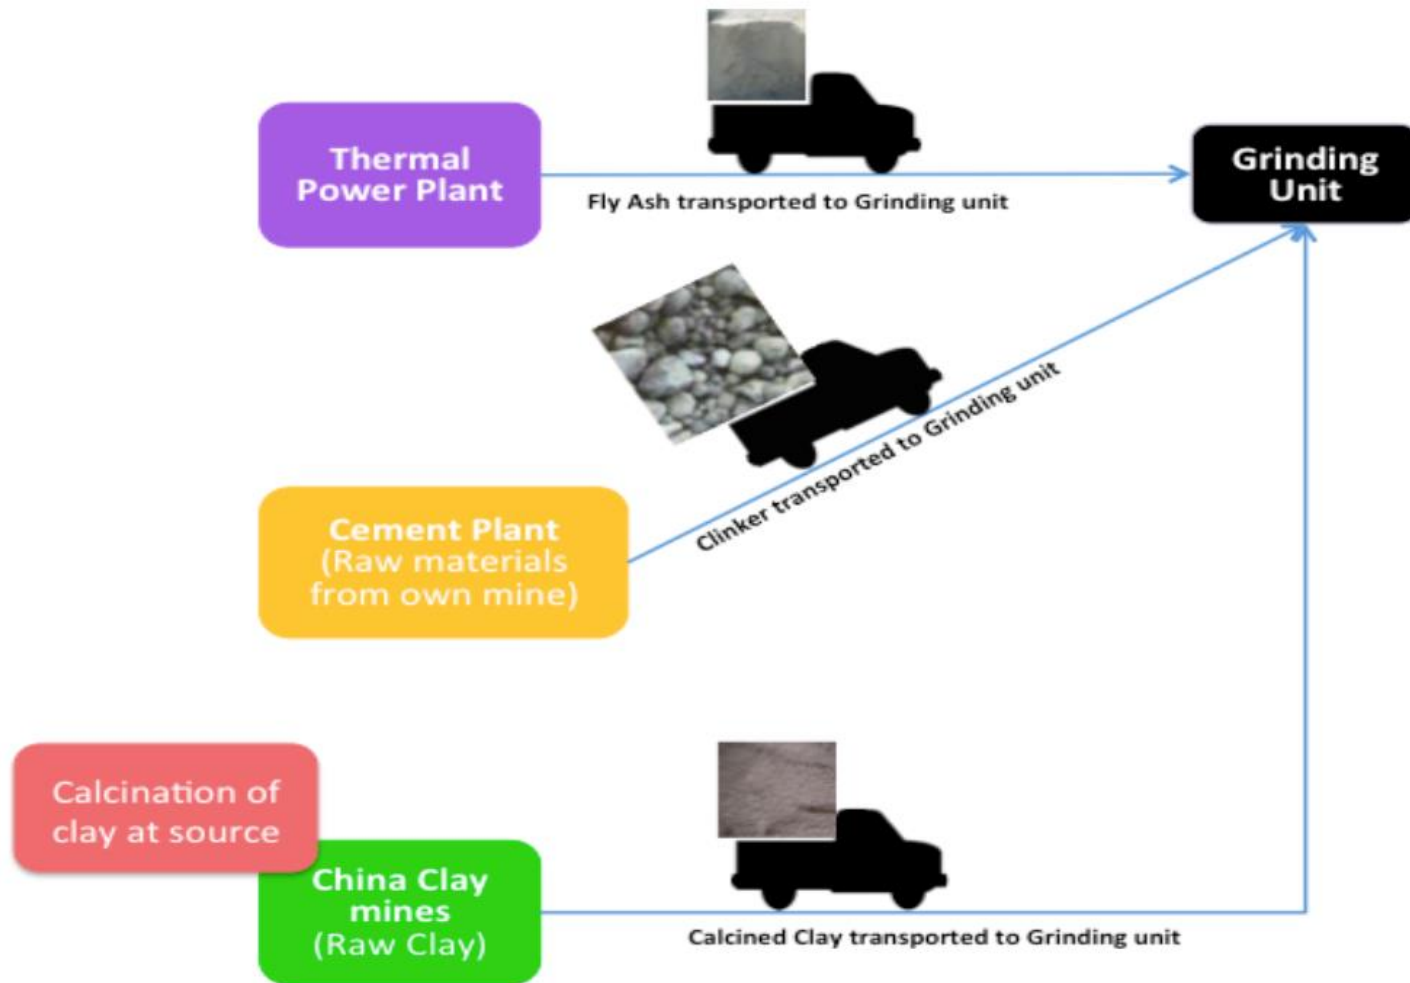 Thermal
Power Plant
Grinding
Unit
Fly Ash transported to Grinding unit
Clinker transported to Grinding unit
Cement Plant
(Raw materials
from own mine)
Calcination of
clay at source
China Clay
mines
(Raw Clay)
Calcined Clay transported to Grinding unit